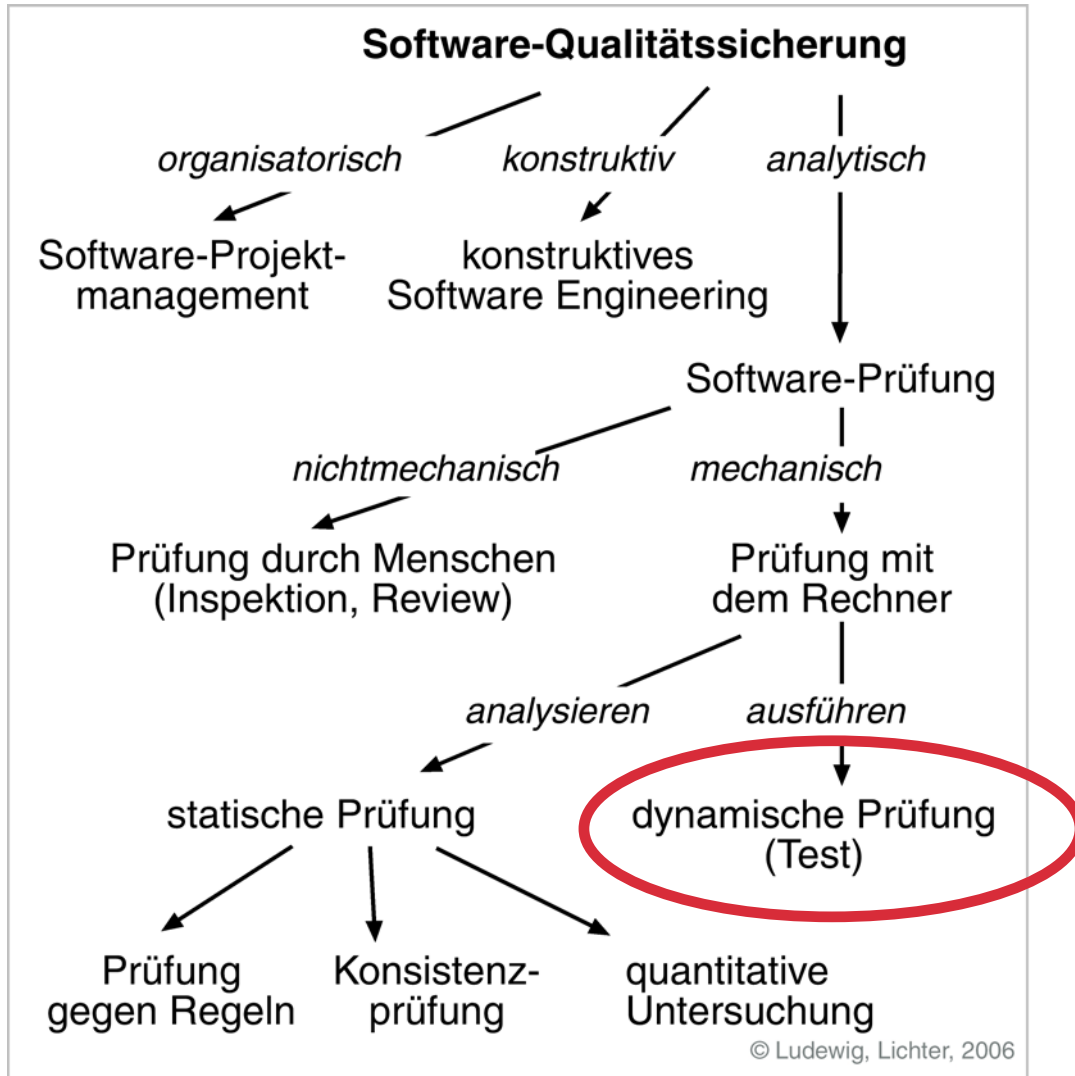 Software-Qualitätssicherung
organisatorisch konstruktiv analytisch
Software-Projekt-
management
konstruktives
Software Engineering
Software-Prüfung
nichtmechanisch mechanisch
Prüfung durch Menschen
(Inspektion, Review)
Prüfung mit
dem Rechner
analysieren ausführen
statische Prüfung
dynamische Prüfung
(Test)
Prüfung
gegen Regeln
Konsistenz-
prüfung
quantitative
Untersuchung
© Ludewig, Lichter, 2006